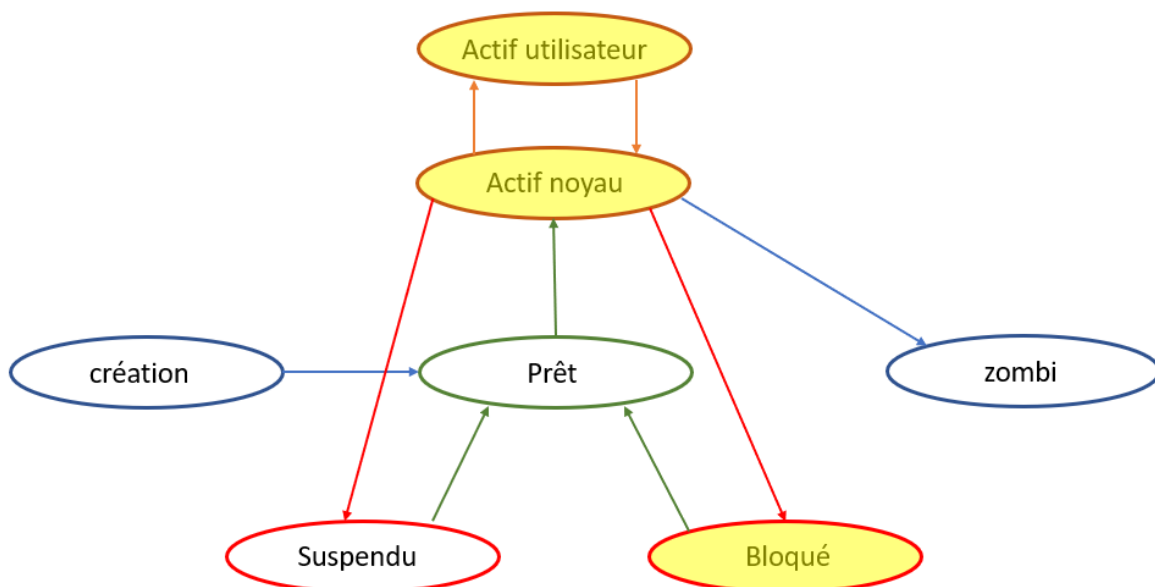 Actif utilisateur
Actif noyau
création
Prêt
zombi
Suspendu
Bloqué